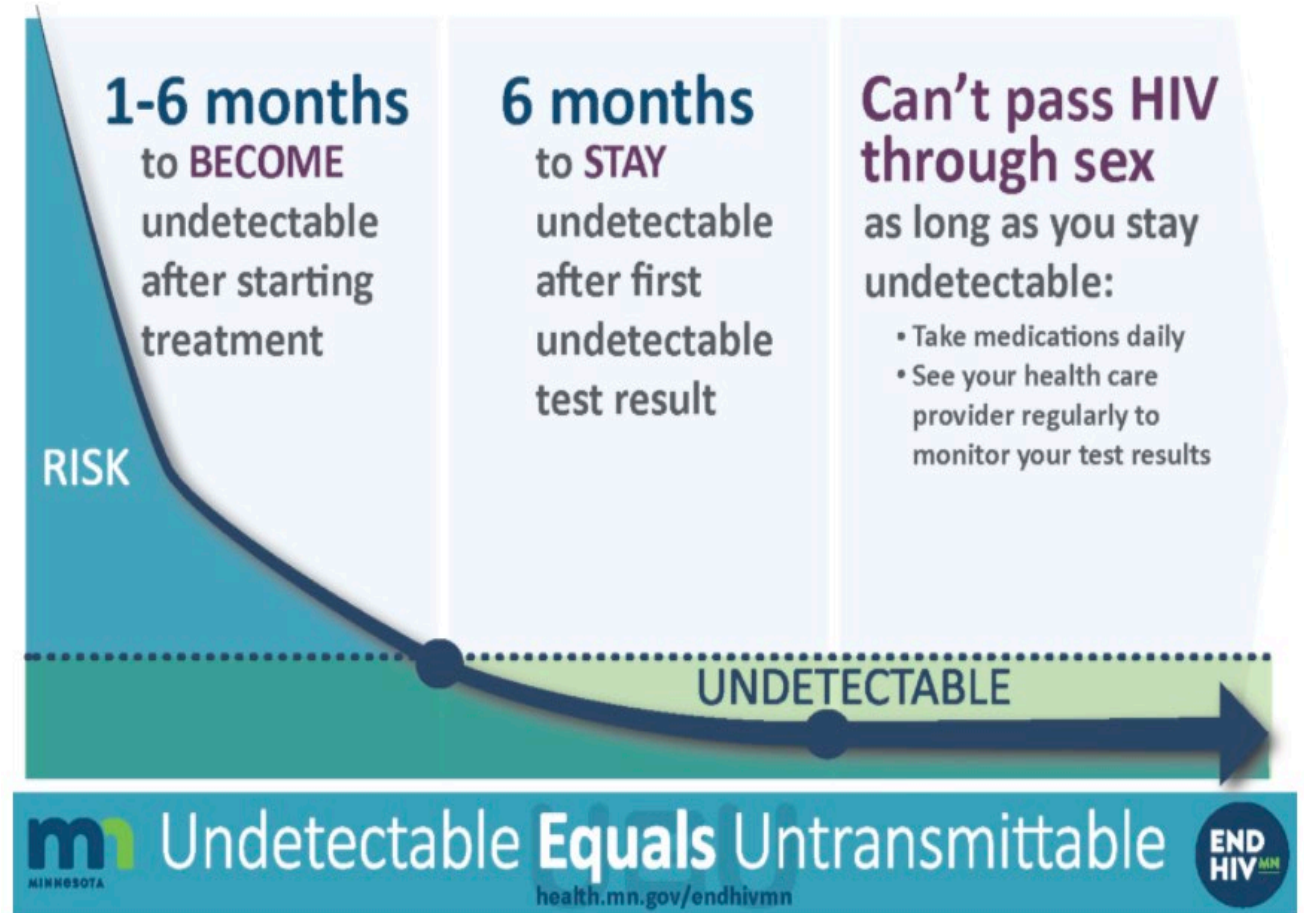 1-6 months
to BECOME
undetectable
after starting
treatment
6 months
to STAY
undetectable
after first
undetectable
test result
Can't pass HIV
through sex
as long as you stay
undetectable:
• Take medications daily
• See your health care
provider regularly to
monitor your test results
RISK
UNDETECTABLE
mn
MINNESOTA
Undetectable Equals Untransmittable
health.mn.gov/endhivmn
END
HIV MN